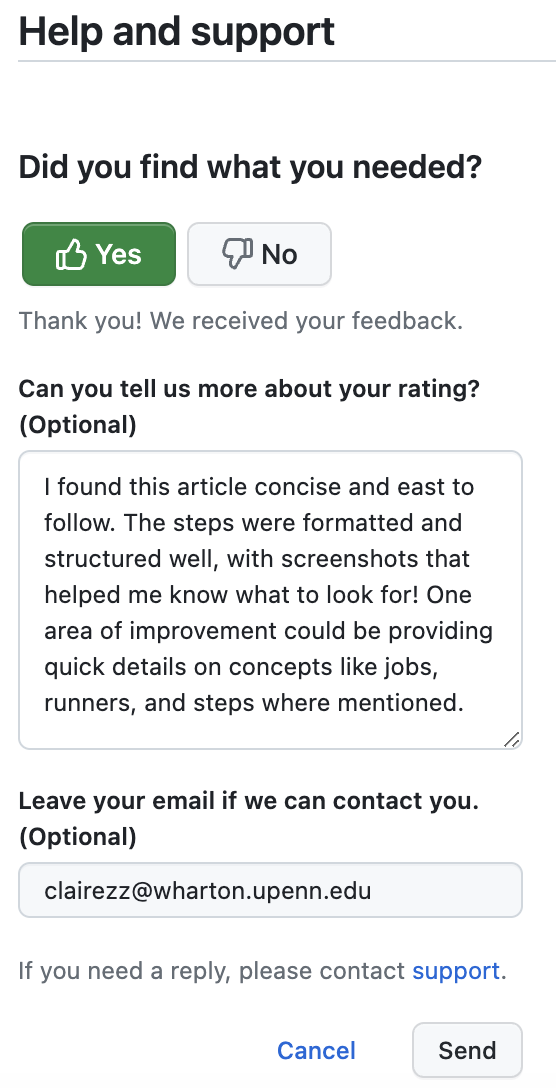 Help and support
Did you find what you needed?
Yes
No
Thank you! We received your feedback.
Can you tell us more about your rating?
(Optional)
I found this article concise and east to
follow. The steps were formatted and
structured well, with screenshots that
helped me know what to look for! One
area of improvement could be providing
quick details on concepts like jobs,
runners, and steps where mentioned.
Leave your email if we can contact you.
(Optional)
clairezz@wharton.upenn.edu
If you need a reply, please contact support.
Cancel
Send